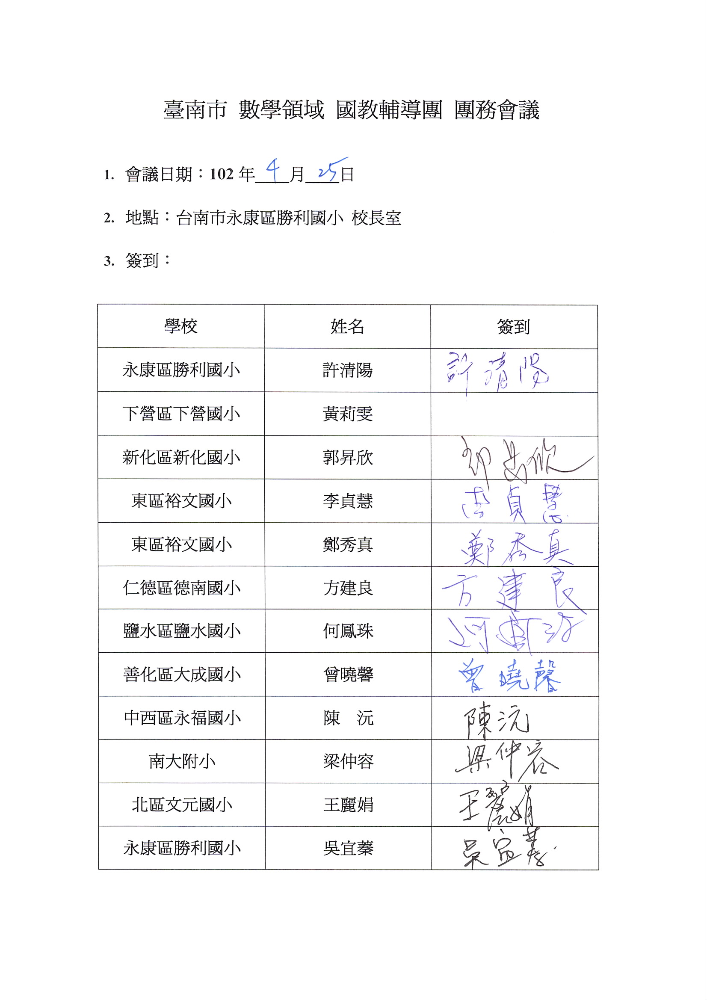 臺南市 數學領域 國教輔導團 團務會議
1. 會議日期：102 年 4 月 25 日
2. 地點：台南市永康區勝利國小 校長室
3. 簽到：
學校 姓名 簽到
永康區勝利國小 許清陽 許清陽
下營區下營國小 黃莉雯
新化區新化國小 郭昇欣 郭昇欣
東區裕文國小 李貞慧 李貞慧
東區裕文國小 鄭秀真 鄭秀真
仁德區德南國小 方建良 方建良
鹽水區鹽水國小 何鳳珠 何鳳珠
善化區大成國小 曾曉馨 曾曉馨
中西區永福國小 陳 沅 陳沅
南大附小 梁仲容 梁仲容
北區文元國小 王麗娟 王麗娟
永康區勝利國小 吳宜蓁 吳宜蓁